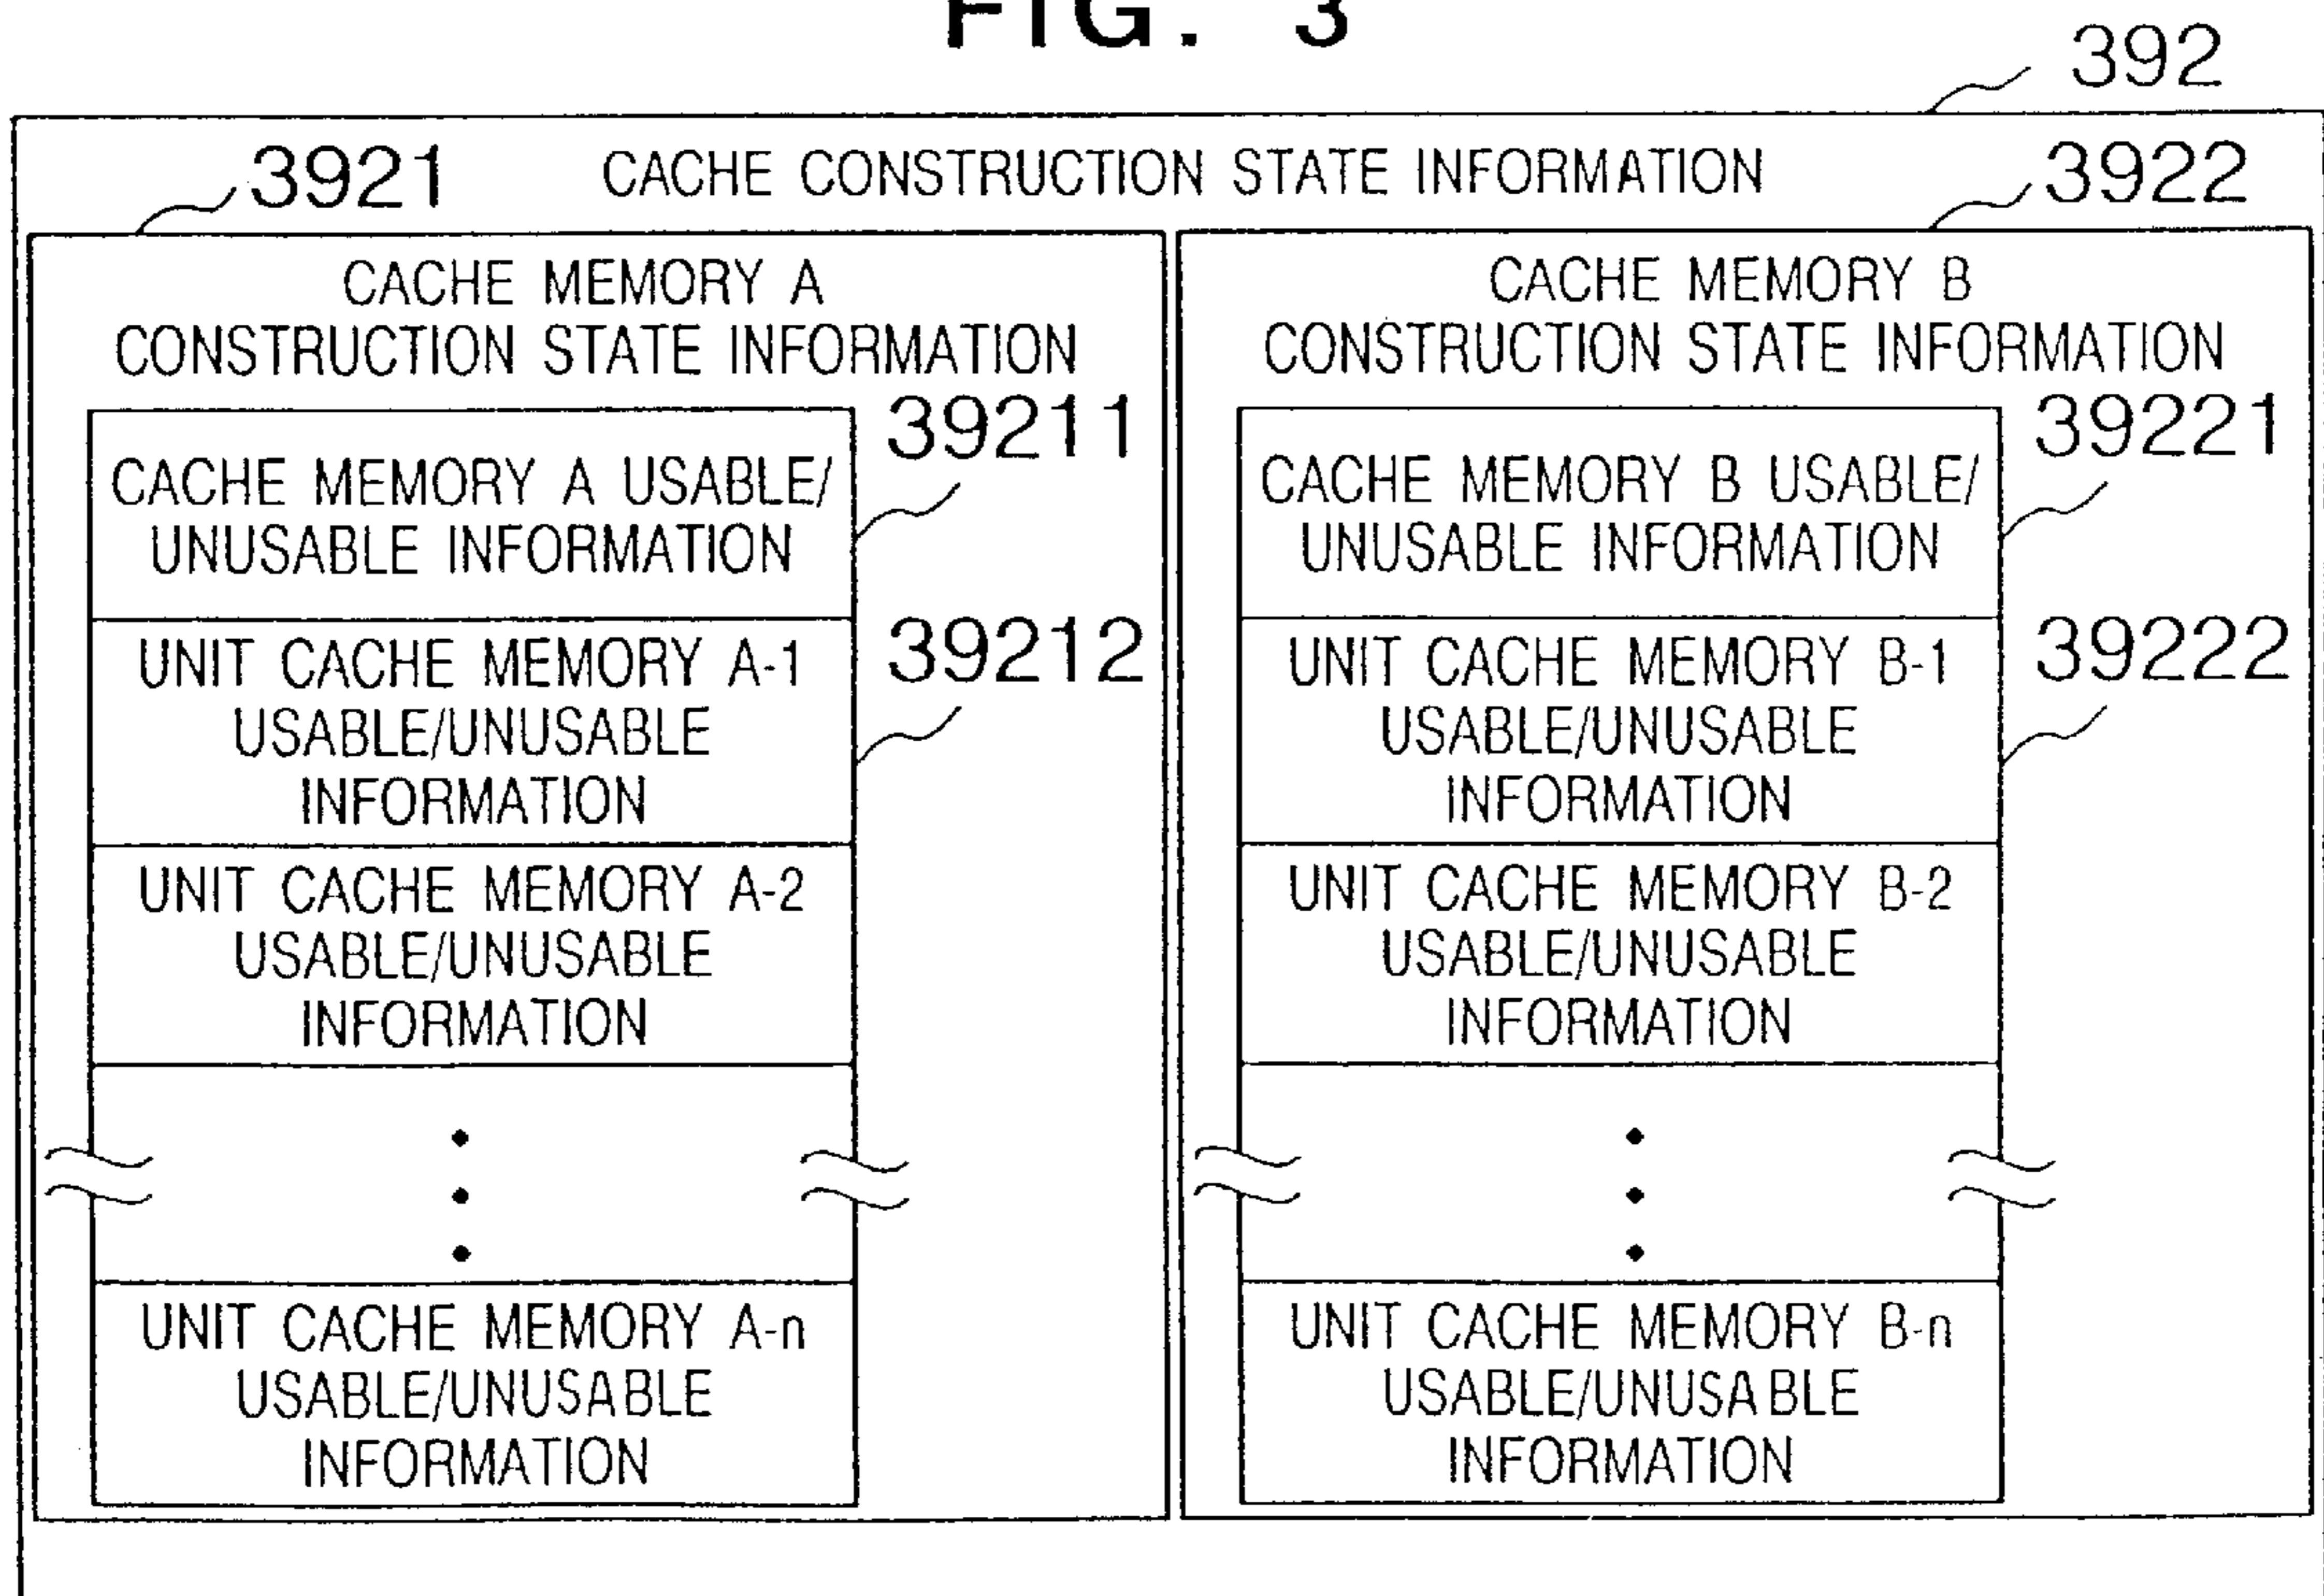 FIG. 3
392
CACHE CONSTRUCTION STATE INFORMATION
3921
CACHE MEMORY A
CONSTRUCTION STATE INFORMATION
39211
CACHE MEMORY A USABLE/
UNUSABLE INFORMATION
39212
UNIT CACHE MEMORY A-1
USABLE/UNUSABLE
INFORMATION
UNIT CACHE MEMORY A-2
USABLE/UNUSABLE
INFORMATION
UNIT CACHE MEMORY A-n
USABLE/UNUSABLE
INFORMATION
3922
CACHE MEMORY B
CONSTRUCTION STATE INFORMATION
39221
CACHE MEMORY B USABLE/
UNUSABLE INFORMATION
39222
UNIT CACHE MEMORY B-1
USABLE/UNUSABLE
INFORMATION
UNIT CACHE MEMORY B-2
USABLE/UNUSABLE
INFORMATION
UNIT CACHE MEMORY B-n
USABLE/UNUSABLE
INFORMATION